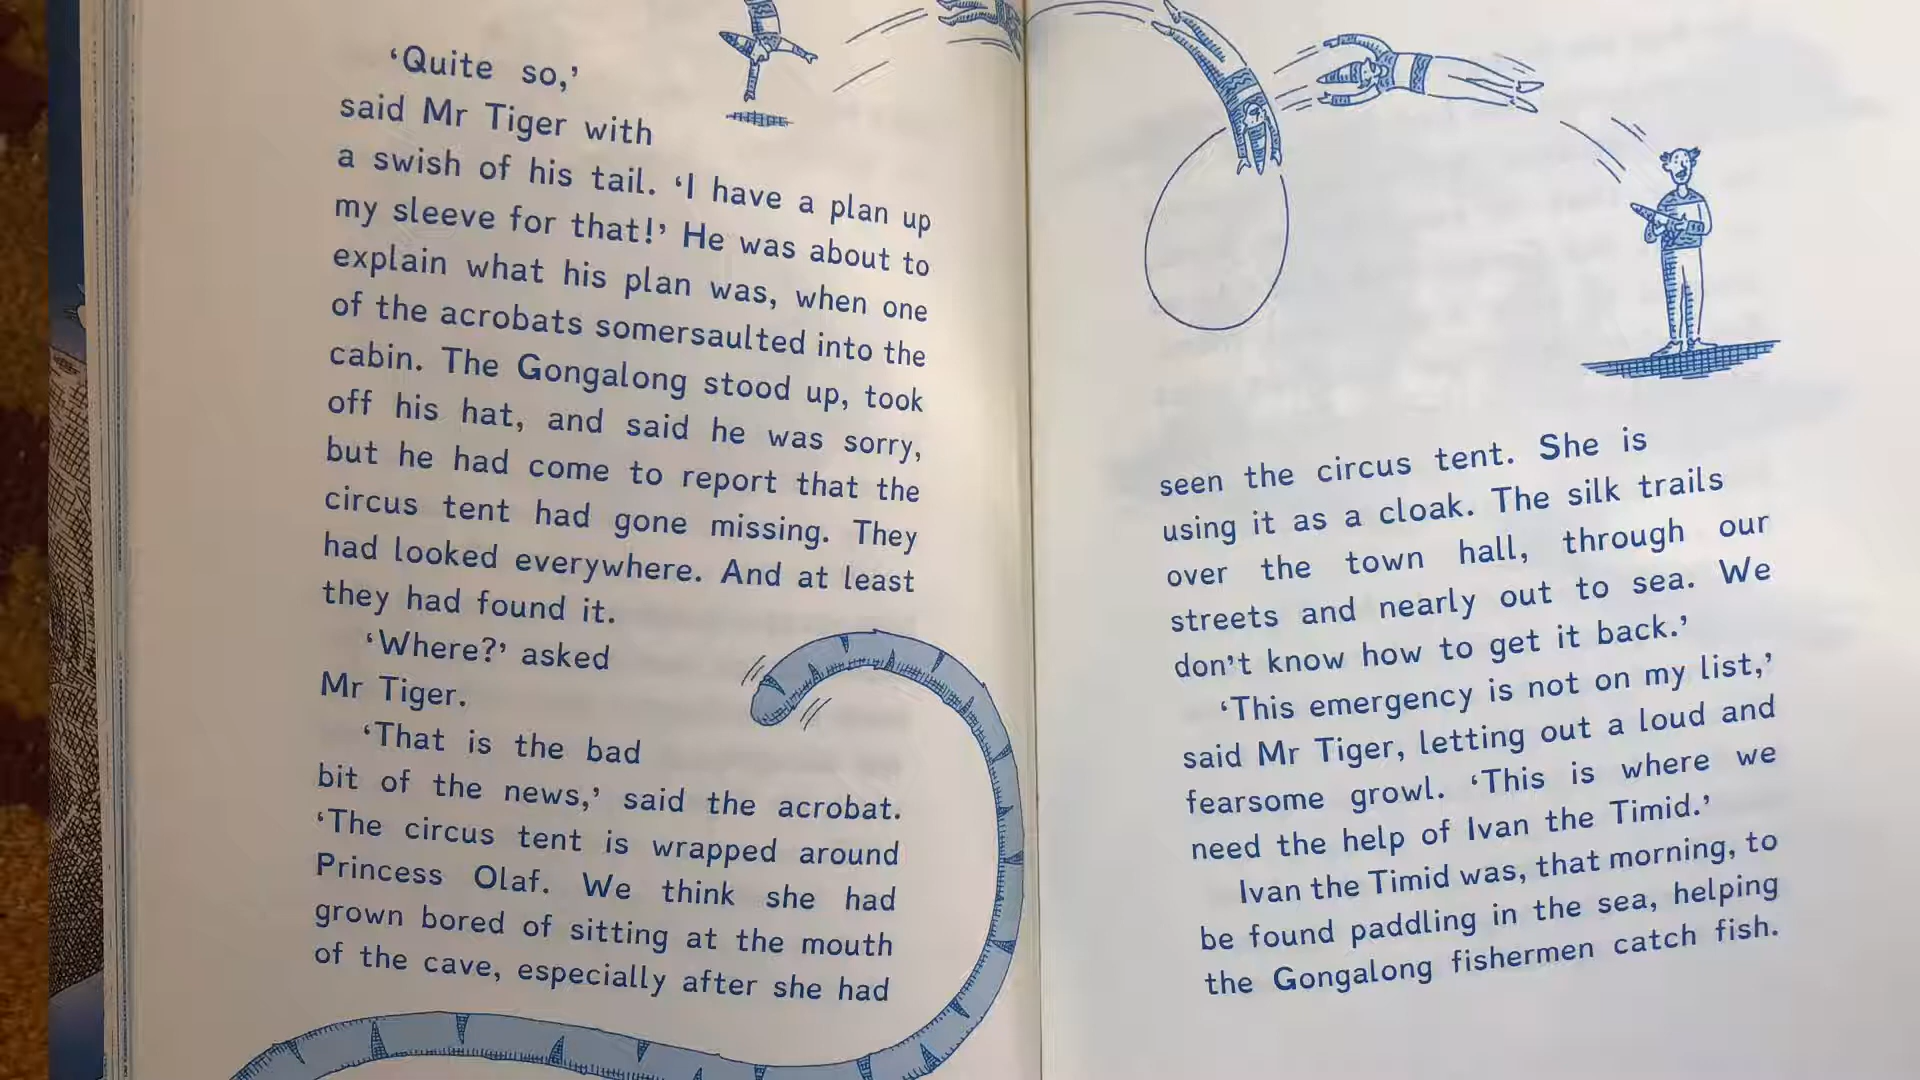 ‘Quite so,’
said Mr Tiger with
a swish of his tail. ‘I have a plan up
my sleeve for that!’ He was about to
explain what his plan was, when one
of the acrobats somersaulted into the
cabin. The Gongalong stood up, took
off his hat, and said he was sorry,
but he had come to report that the
circus tent had gone missing. They
had looked everywhere. And at least
they had found it.
‘Where?’ asked
Mr Tiger.
‘That is the bad
bit of the news,’ said the acrobat.
‘The circus tent is wrapped around
Princess Olaf. We think she had
grown bored of sitting at the mouth
of the cave, especially after she had
seen the circus tent. She is
using it as a cloak. The silk trails
over the town hall, through our
streets and nearly out to sea. We
don’t know how to get it back.’
‘This emergency is not on my list,’
said Mr Tiger, letting out a loud and
fearsome growl. ‘This is where we
need the help of Ivan the Timid.’
Ivan the Timid was, that morning, to
be found paddling in the sea, helping
the Gongalong fishermen catch fish.